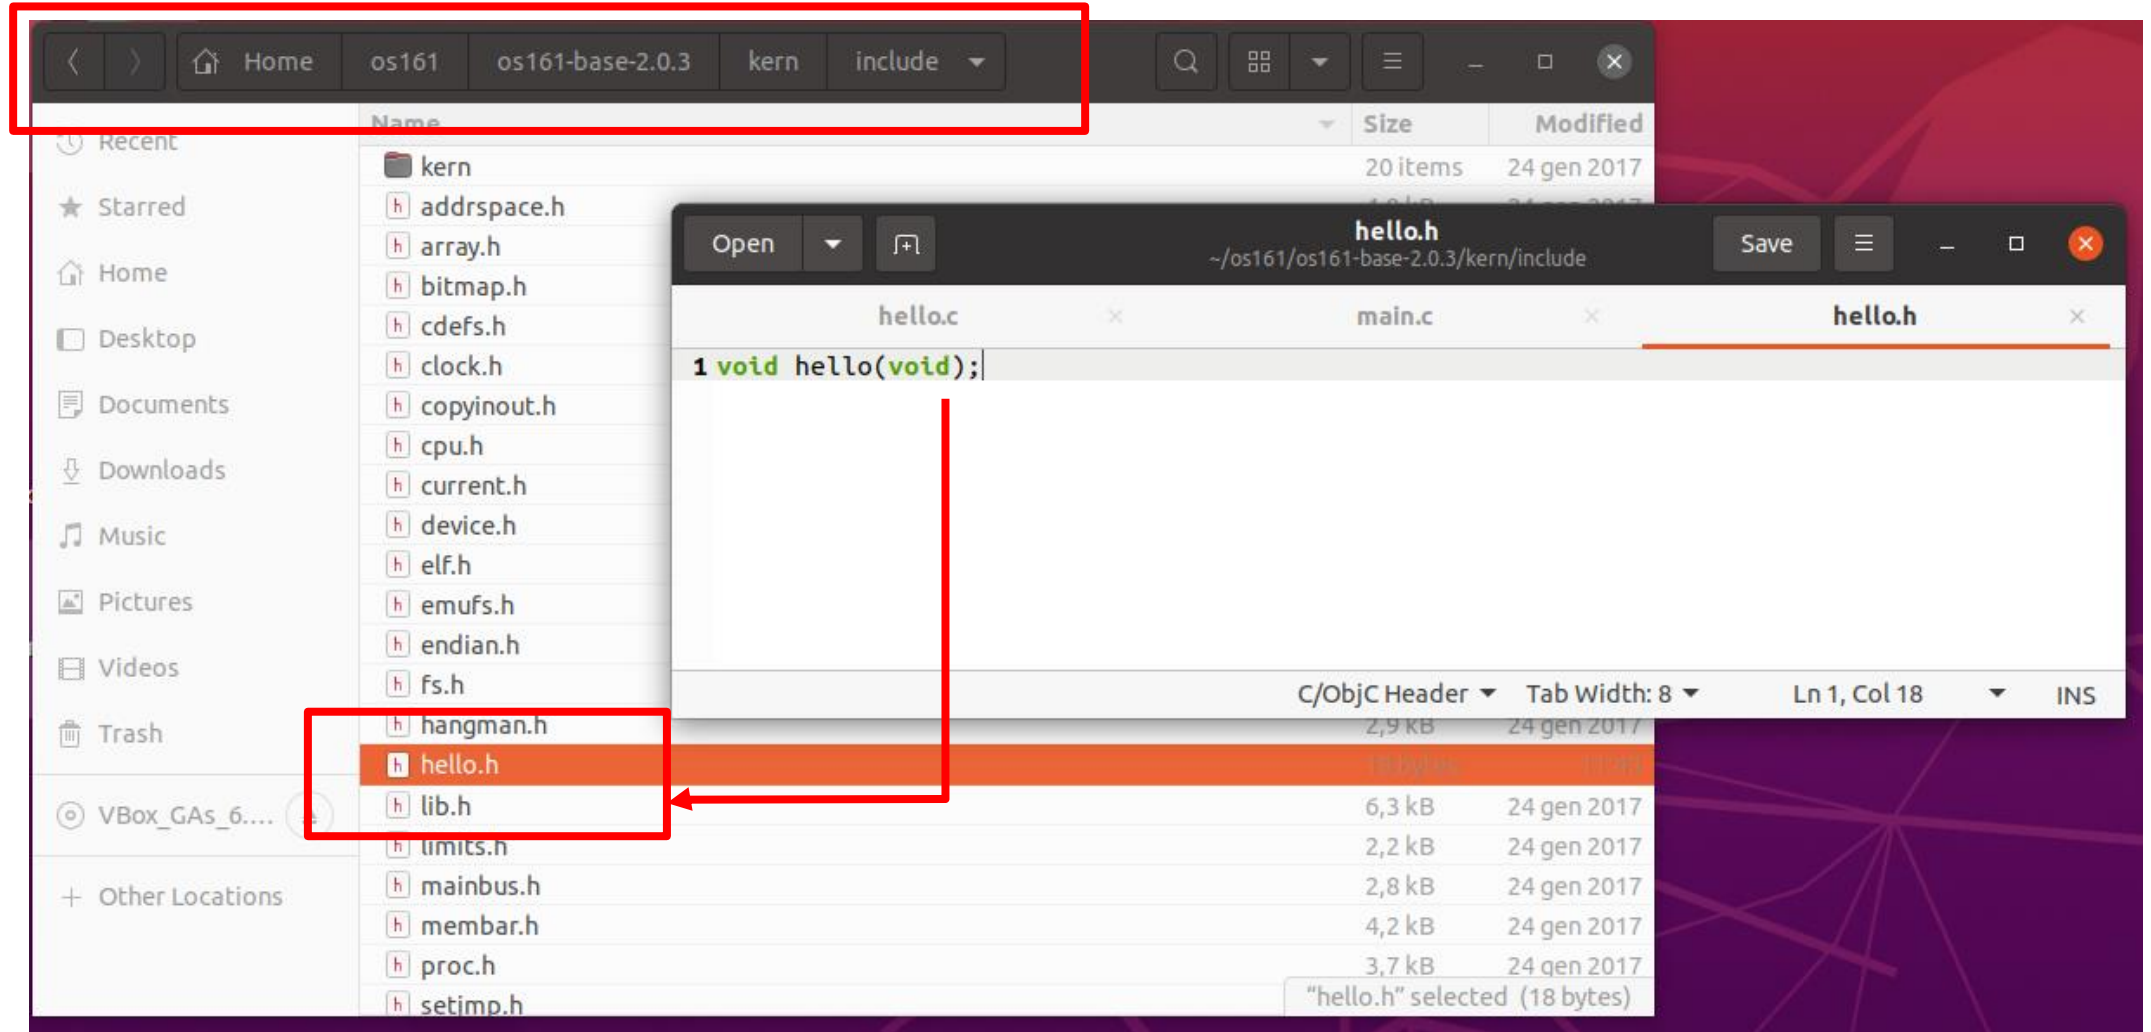 Home os161 os161-base-2.0.3 kern include
Name Size Modified
Recent
Starred
Home
Desktop
Documents
Downloads
Music
Pictures
Videos
Trash
VBox_GAs_6....
Other Locations
kern 20 items 24 gen 2017
addrspace.h
array.h
bitmap.h
cdefs.h
clock.h
copyinout.h
cpu.h
current.h
device.h
elf.h
emufs.h
endian.h
fs.h
hangman.h 2,9 kB 24 gen 2017
hello.h 18 bytes
lib.h 6,3 kB 24 gen 2017
limits.h 2,2 kB 24 gen 2017
mainbus.h 2,8 kB 24 gen 2017
membar.h 4,2 kB 24 gen 2017
proc.h 3,7 kB 24 gen 2017
setjmp.h
"hello.h" selected (18 bytes)
Open hello.h Save
~/os161/os161-base-2.0.3/kern/include
hello.c main.c hello.h
1 void hello(void);
C/ObjC Header Tab Width: 8 Ln 1, Col 18 INS